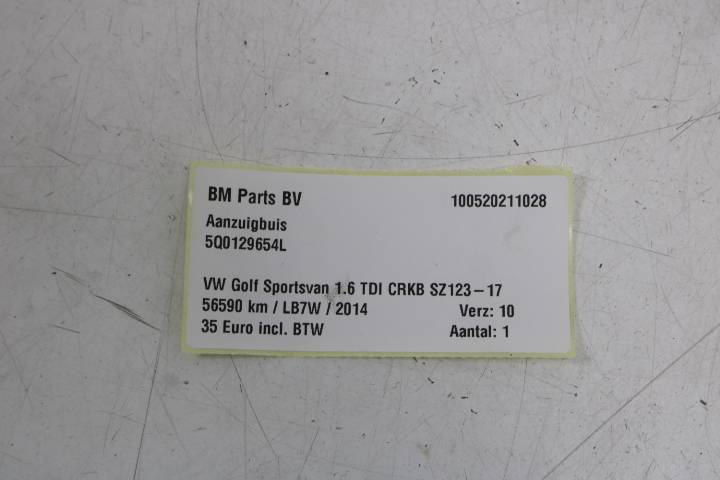 BM Parts BV 100520211028
Aanzuigbuis
5Q0129654L
VW Golf Sportsvan 1.6 TDI CRKB SZ123-17
56590 km / LB7W / 2014 Verz: 10
35 Euro incl. BTW Aantal: 1